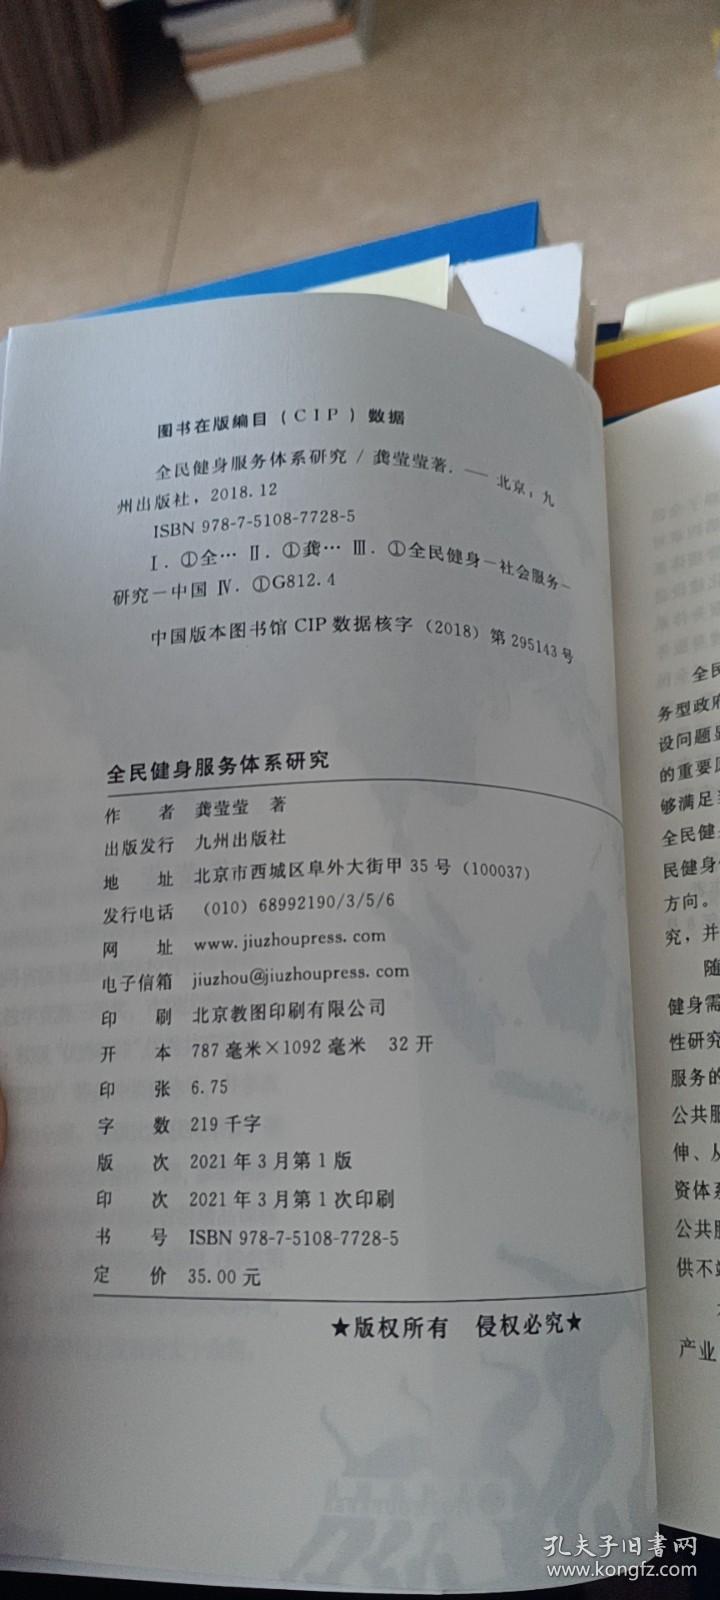 图书在版编目（CIP）数据
全民健身服务体系研究 / 龚莹莹著. — 北京：九
州出版社，2018.12
ISBN 978-7-5108-7728-5
Ⅰ. ①全… Ⅱ. ①龚… Ⅲ. ①全民健身－社会服务－
研究－中国 Ⅳ. ①G812.4
中国版本图书馆 CIP 数据核字（2018）第 295143 号
全民健身服务体系研究
作 者 龚莹莹 著
出版发行 九州出版社
地 址 北京市西城区阜外大街甲 35 号（100037）
发行电话 （010）68992190/3/5/6
网 址 www.jiuzhoupress.com
电子信箱 jiuzhou@jiuzhoupress.com
印 刷 北京教图印刷有限公司
开 本 787 毫米×1092 毫米 32 开
印 张 6.75
字 数 219 千字
版 次 2021 年 3 月第 1 版
印 次 2021 年 3 月第 1 次印刷
书 号 ISBN 978-7-5108-7728-5
定 价 35.00 元
★版权所有 侵权必究★
全民
务型政府
设问题显
的重要
够满足
全民健
民健身
方向。
究，并
随
健身需
性研究
服务的
公共服
伸、从
资体系
公共服
供不
产业
孔夫子旧书网
www.kongfz.com